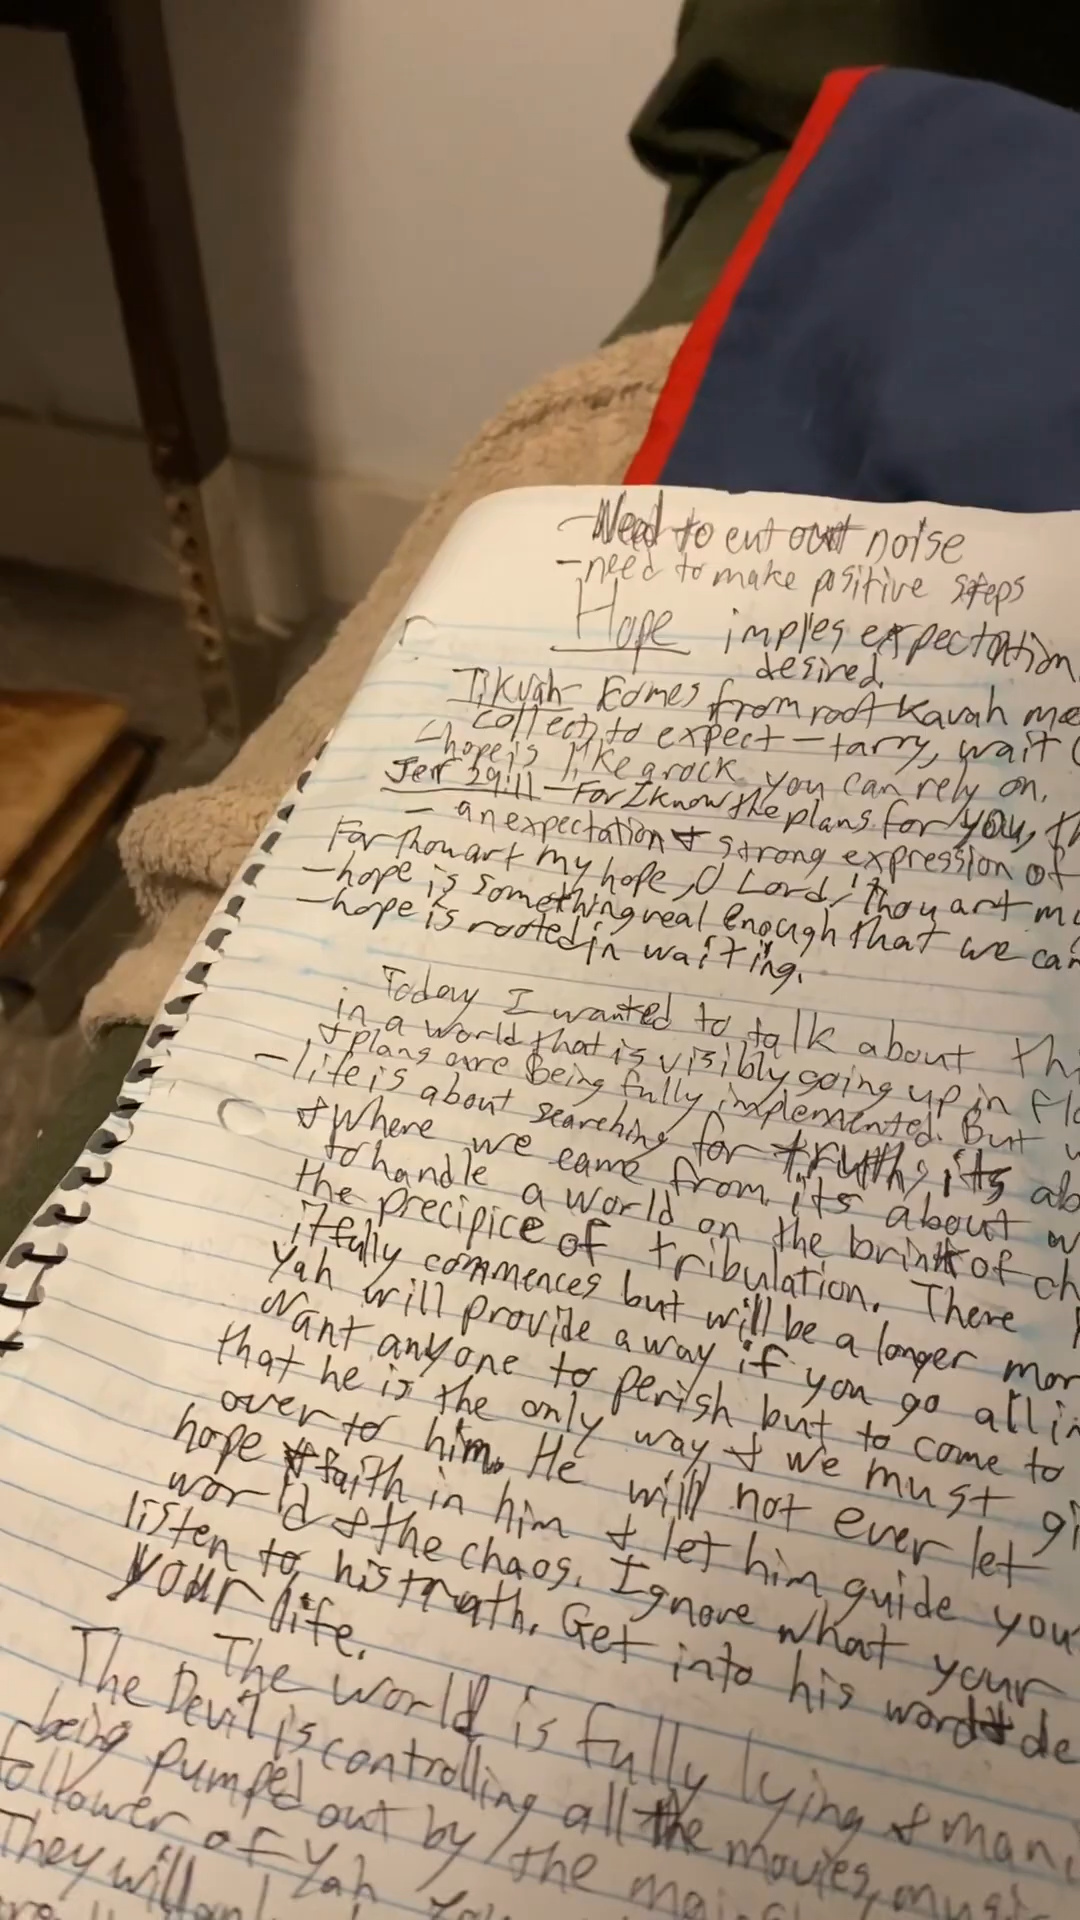 -Need to cut out noise
-need to make positive steps
Hope imples expectation
desired.
Tikvah- Comes from root Kavah
collect, to expect - tarry, wait
hope is like a rock you can rely on.
Jer 29:11 - For I know the plans for you,
- an expectation & strong expression of
For thou art my hope, O Lord, thou art
-hope is something real enough that we can
-hope is rooted in waiting.
Today I wanted to talk about
in a world that is visibly going up in
& plans are Being fully implemented. But
-life is about searching for truth, its
& where we came from, its about
to handle a world on the brink of
the precipice of tribulation. There
it fully commences but will be a longer
Yah will provide a way if you go all in
want anyone to perish but to come to
that he is the only way & we must
over to him. He will not ever let
hope & faith in him & let him guide you
world & the chaos. Ignore what your
listen to his truth. Get into his word &
your life.
The world is fully lying &
The Devil is controlling all the movies,
being pumped out by the
follower of Yah
They will